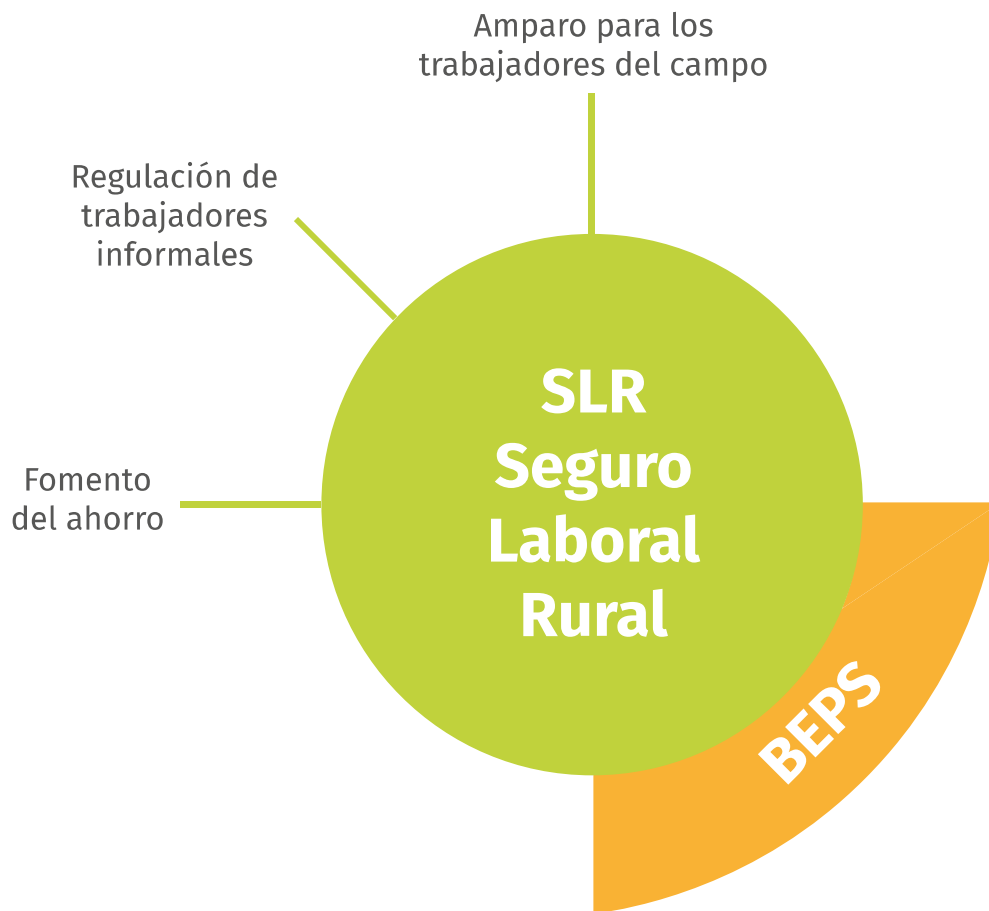 Amparo para los
trabajadores del campo
Regulación de
trabajadores
informales
Fomento
del ahorro
SLR
Seguro
Laboral
Rural
BEPS